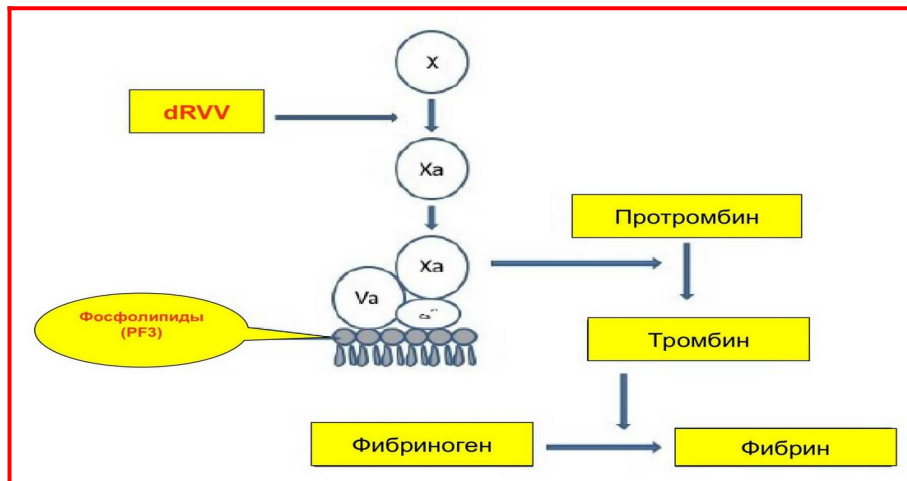 X
dRVV
Xa
Протромбин
Xa
Va
Фосфолипиды
(PF3)
Тромбин
Фибриноген
Фибрин